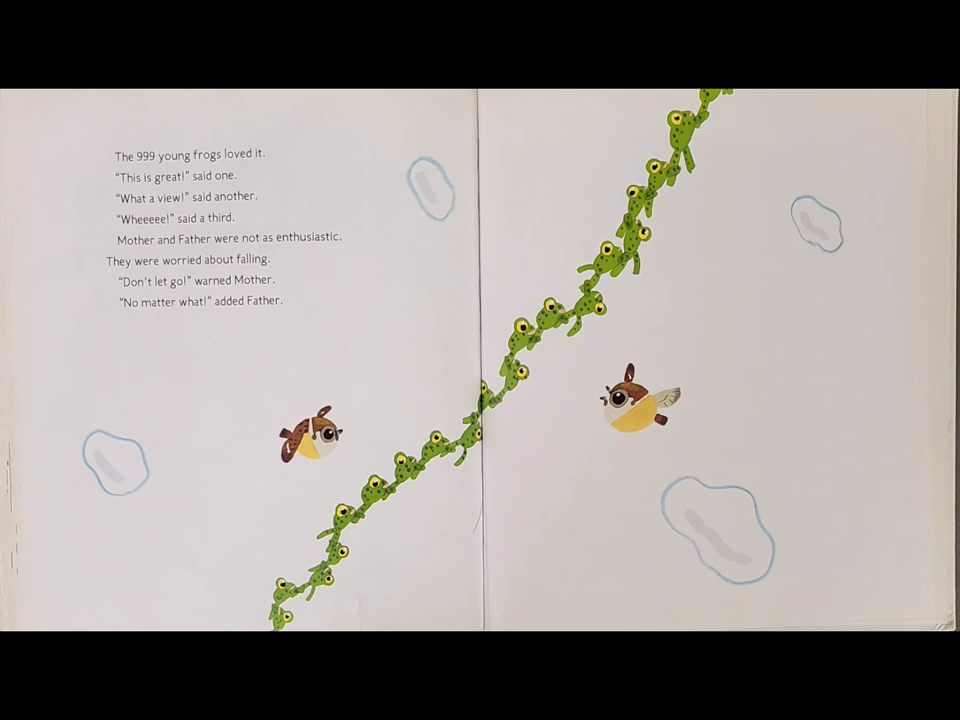 The 999 young frogs loved it.
“This is great!” said one.
“What a view!” said another.
“Wheeeee!” said a third.
Mother and Father were not as enthusiastic.
They were worried about falling.
“Don’t let go!” warned Mother.
“No matter what!” added Father.